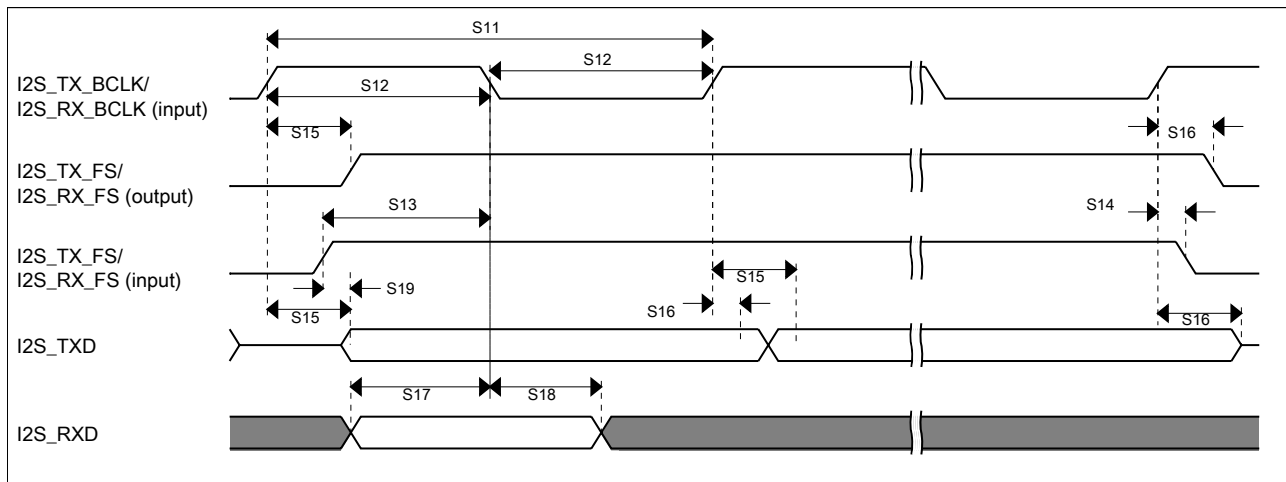 S11
S12
I2S_TX_BCLK/
I2S_RX_BCLK (input)
S12
S15
S16
I2S_TX_FS/
I2S_RX_FS (output)
S13
S14
I2S_TX_FS/
I2S_RX_FS (input)
S15
S19
S15
S16
S16
I2S_TXD
S17
S18
I2S_RXD